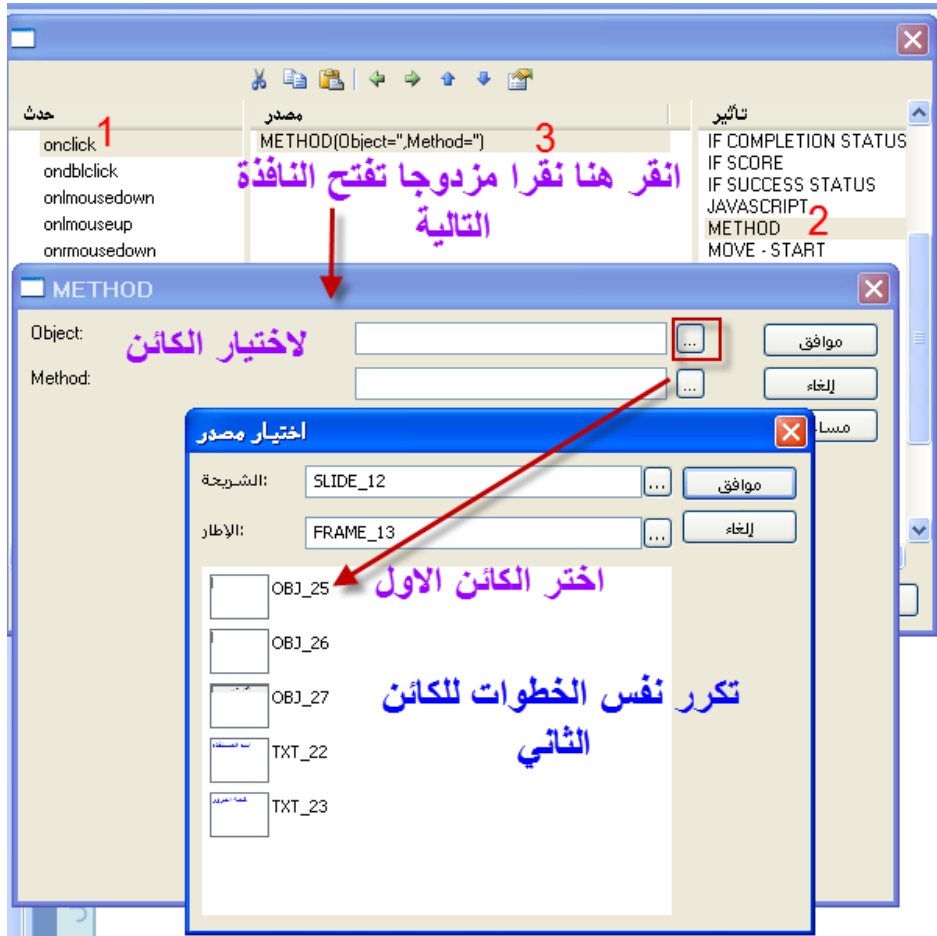 حدث
مصدر
تأثير
onclick
1
ondblclick
onlmousedown
onlmouseup
onrmousedown
METHOD(Object=",Method=")
3
انقر هنا نقرا مزدوجا تفتح النافذة
التالية
IF COMPLETION STATUS
IF SCORE
IF SUCCESS STATUS
JAVASCRIPT
METHOD
2
MOVE - START
METHOD
Object:
لاختيار الكائن
...
موافق
Method:
...
إلغاء
اختيار مصدر
الشريحة:
SLIDE_12
...
موافق
الإطار:
FRAME_13
...
إلغاء
OBJ_25
اختر الكائن الاول
OBJ_26
OBJ_27
تكرر نفس الخطوات للكائن
الثاني
TXT_22
TXT_23